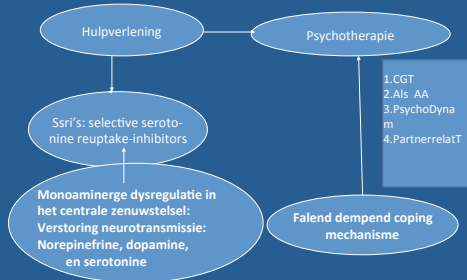 Hulpverlening
Psychotherapie
1.CGT
2.Als AA
3.PsychoDyna
m
4.PartnerrelatT
Ssri's: selective seroto-
nine reuptake-inhibitors
Monoaminerge dysregulatie in
het centrale zenuwstelsel:
Verstoring neurotransmissie:
Norepinefrine, dopamine,
en serotonine
Falend dempend coping
mechanisme